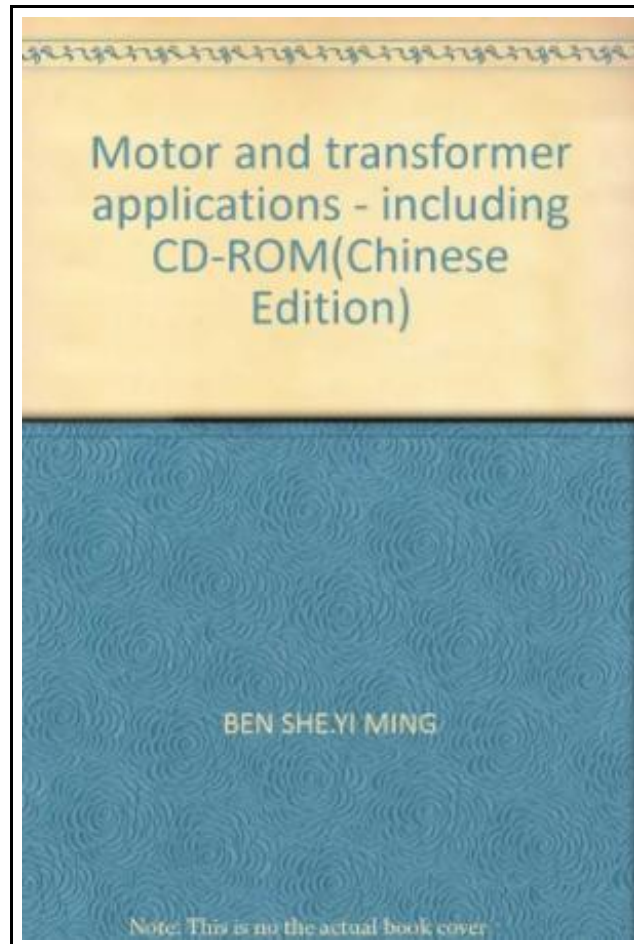 Motor and transformer
applications - including
CD-ROM(Chinese
Edition)
BEN SHE.YI MING
Note: This is no the actual book cover